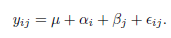 y_{ij} = μ + α_i + β_j + ϵ_{ij}.